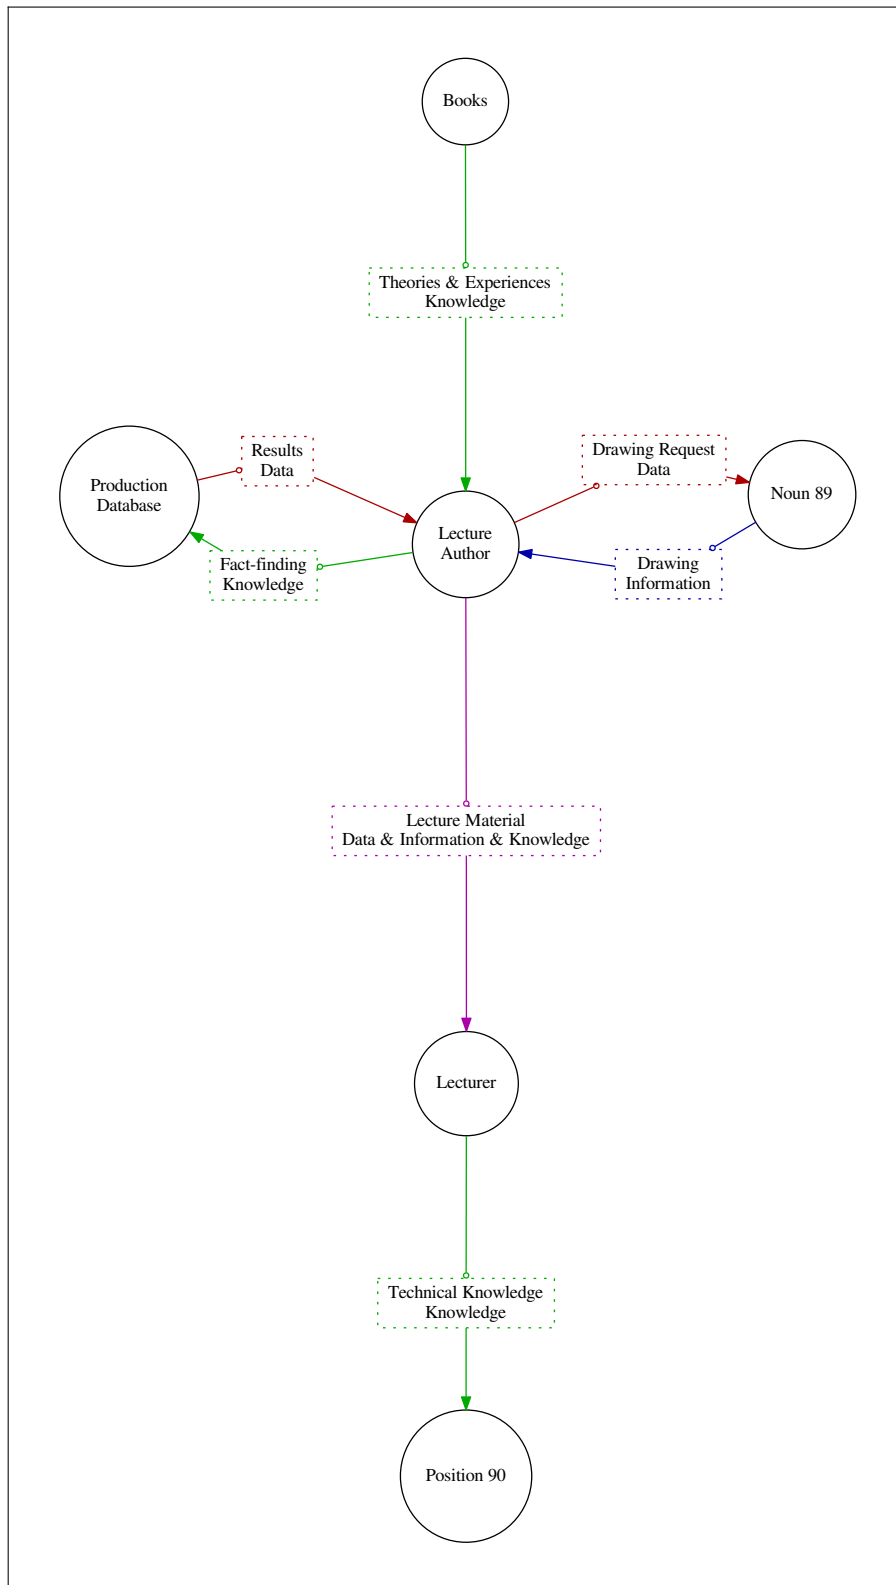 Books
Theories & Experiences
Knowledge
Results
Data
Drawing Request
Data
Production
Database
Noun 89
Lecture
Author
Fact-finding
Knowledge
Drawing
Information
Lecture Material
Data & Information & Knowledge
Lecturer
Technical Knowledge
Knowledge
Position 90